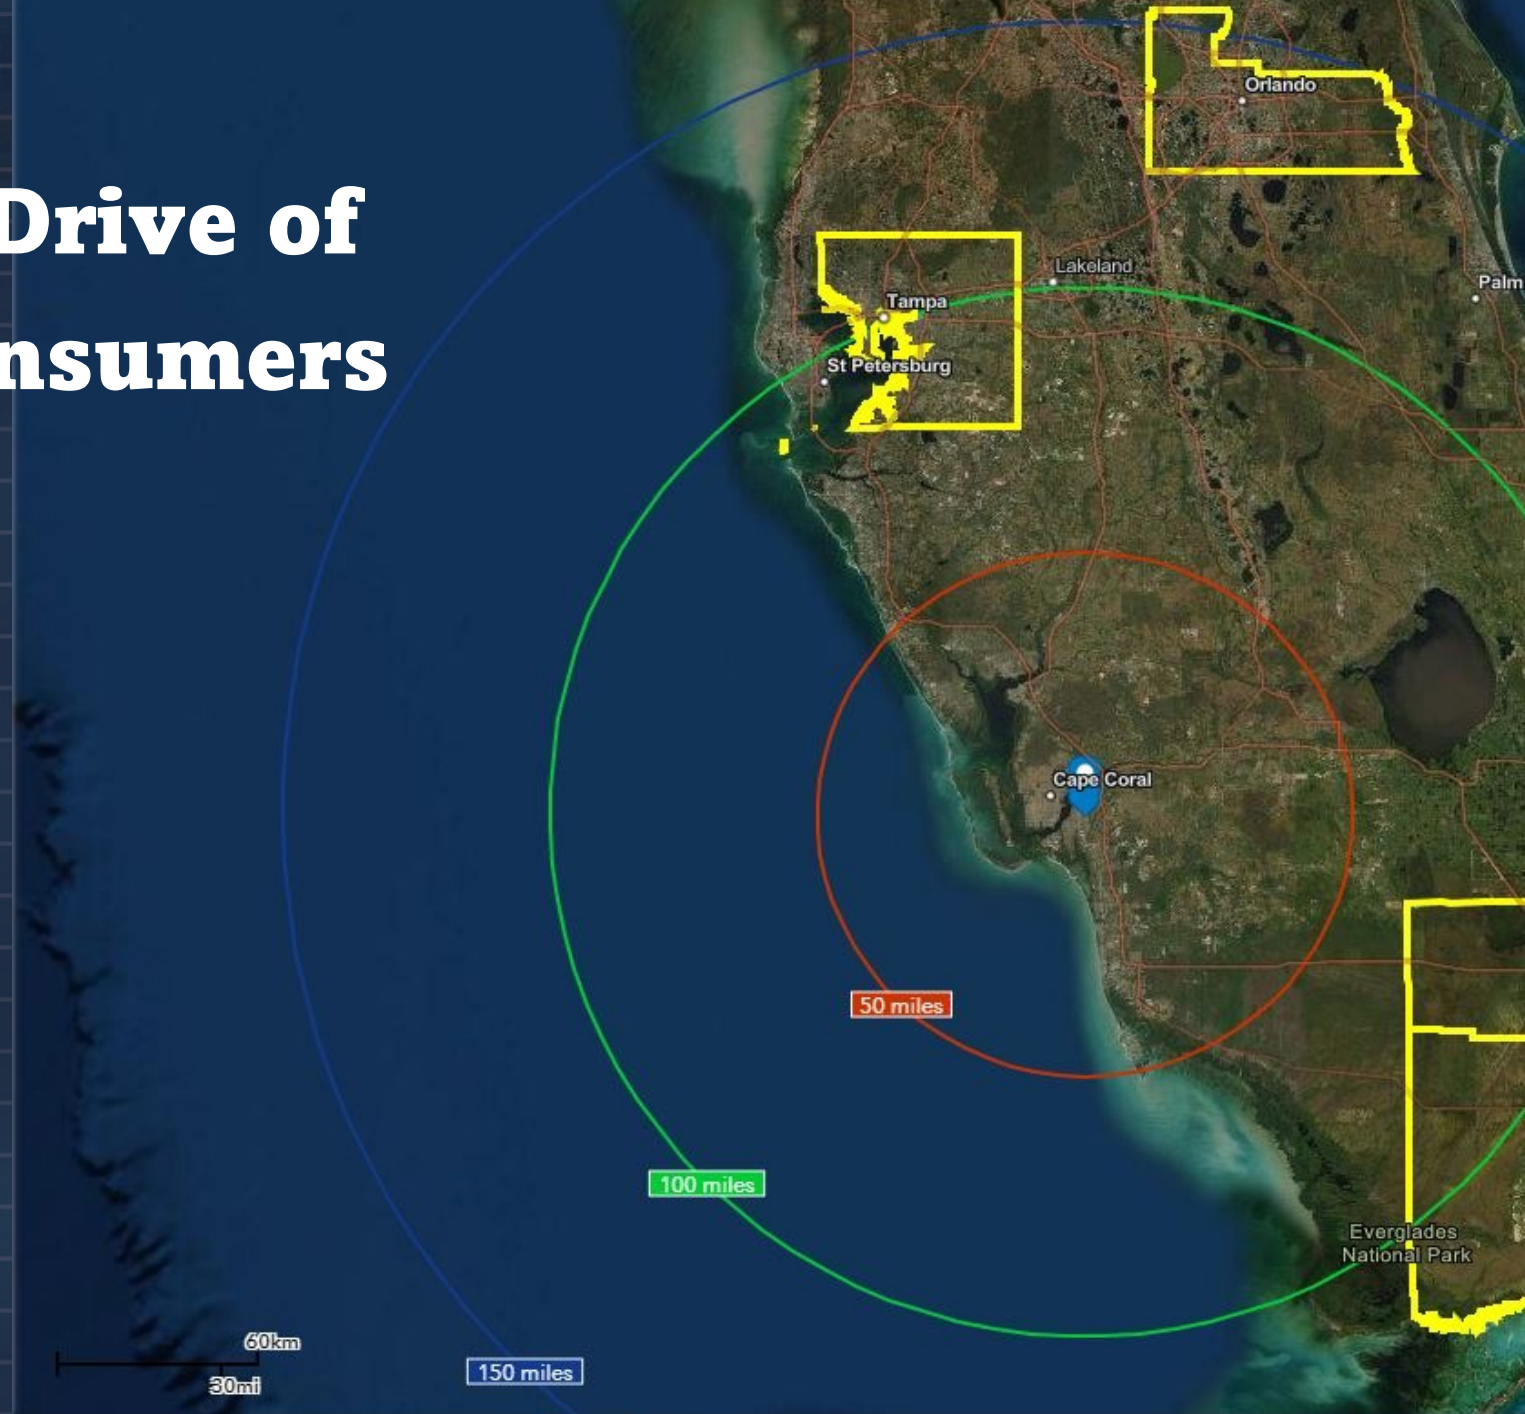 Drive of
nsumers
Orlando
Lakeland
Palm
Tampa
St Petersburg
Cape Coral
50 miles
100 miles
Everglades
National Park
60km
30mi
150 miles